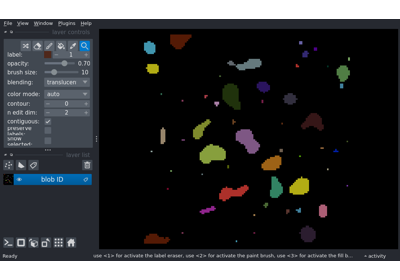 File View Window Plugins Help
layer controls
label: 1
opacity: 0.70
brush size: 10
blending: translucen
color mode: auto
contour: 0
n edit dim: 2
contiguous:
preserve labels:
show selected:
layer list
blob ID
Ready use <1> for activate the label eraser, use <2> for activate the paint brush, use <3> for activate the fill b... activity